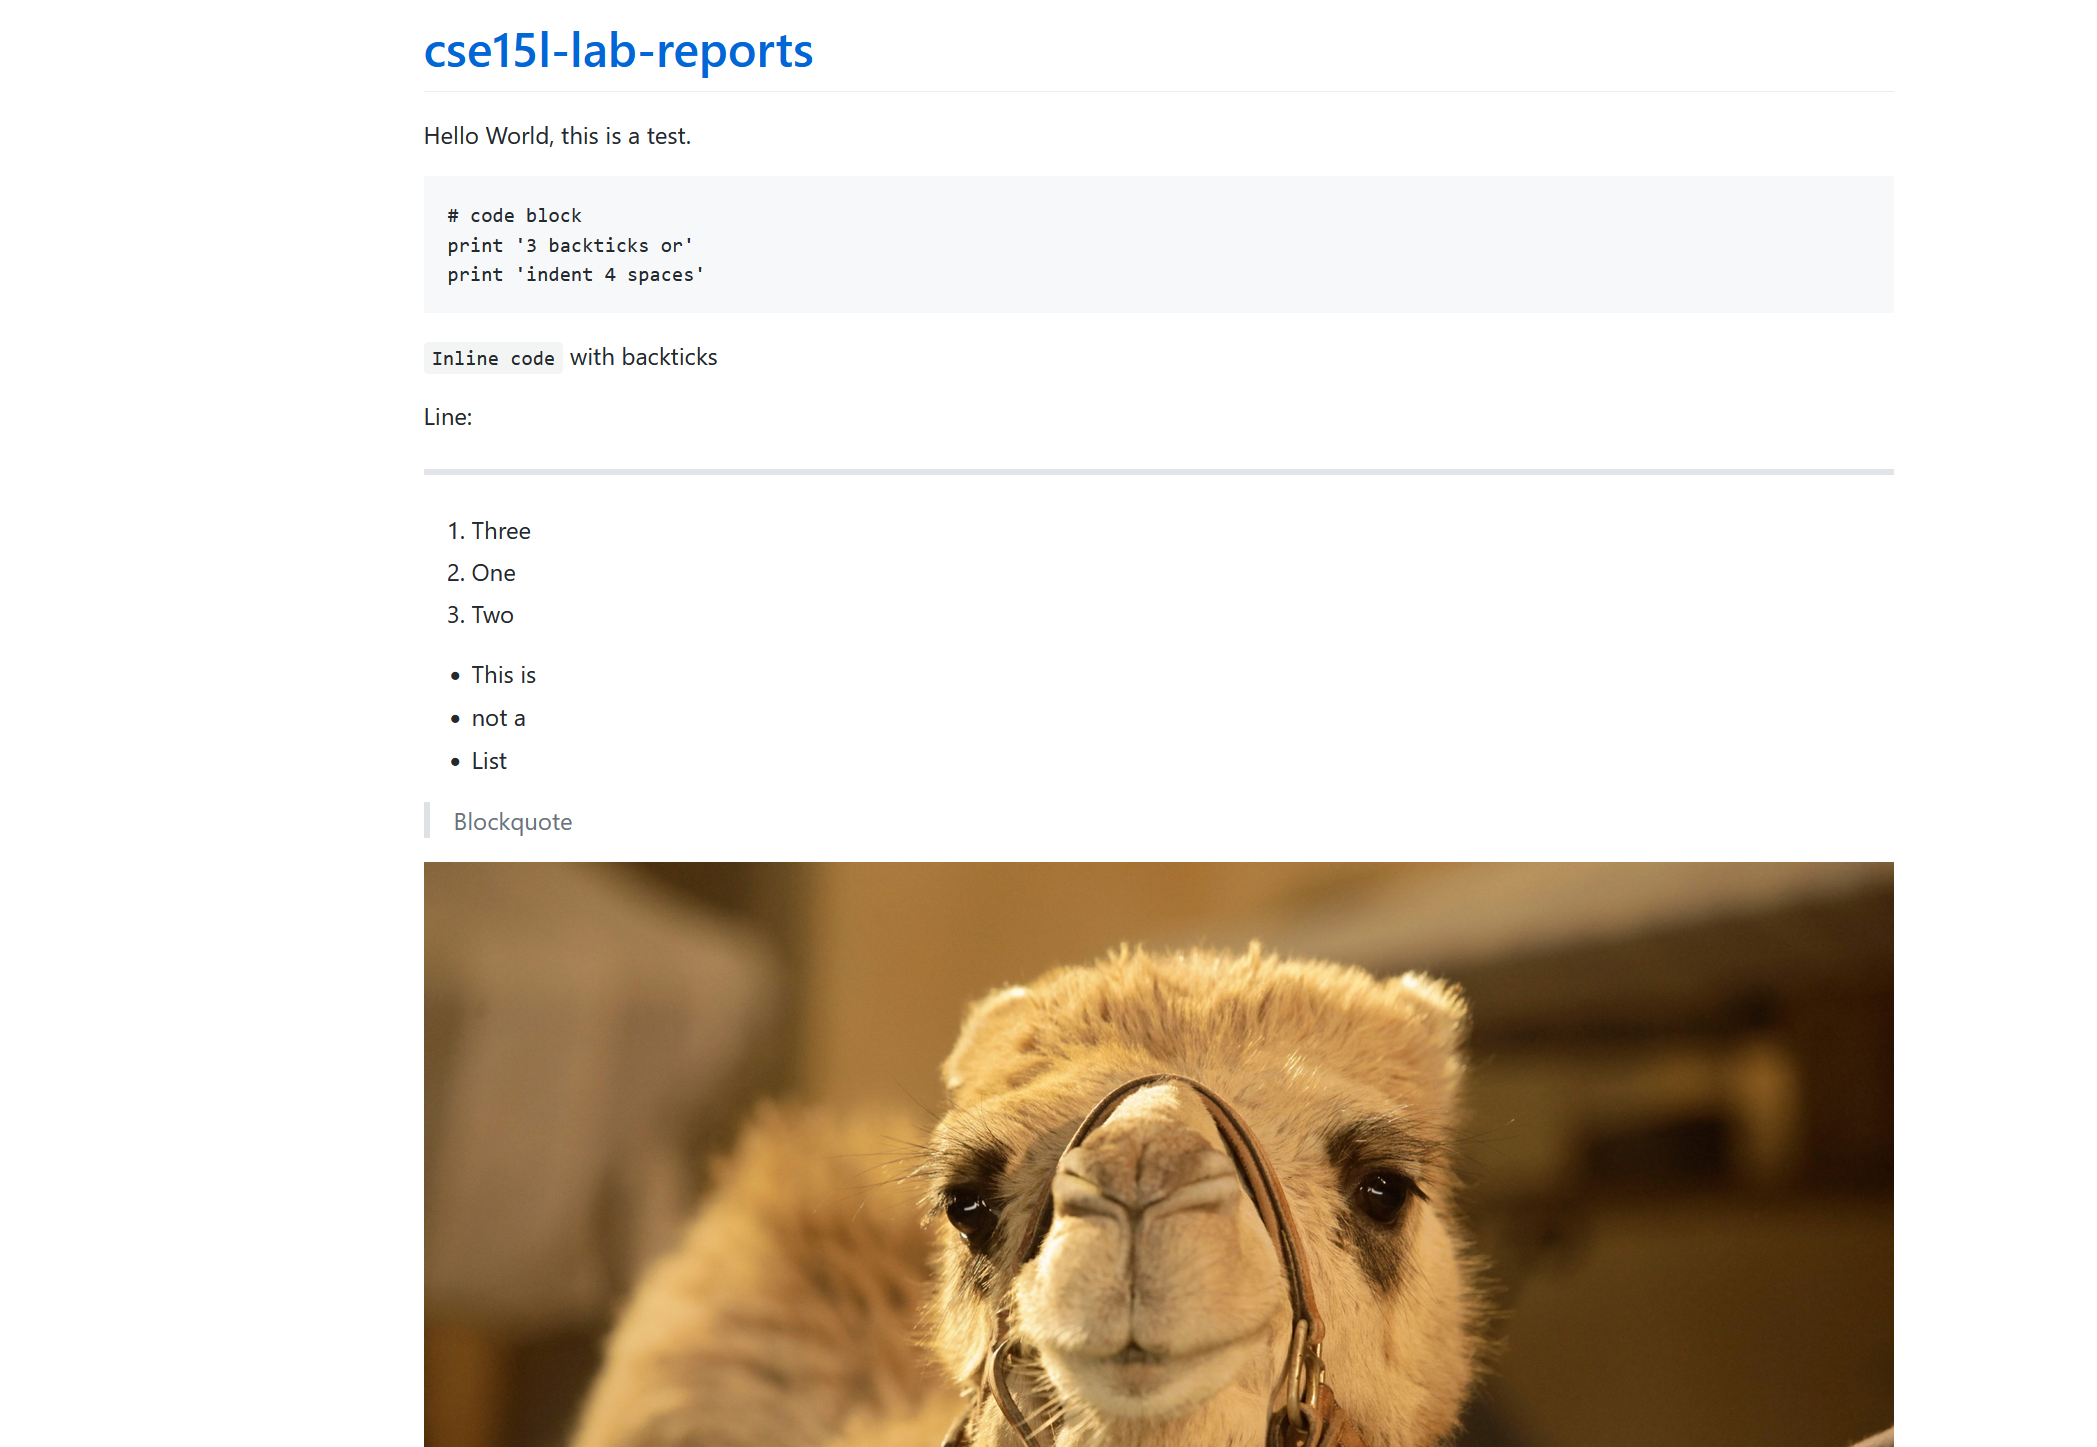 cse15l-lab-reports
Hello World, this is a test.
# code block
print '3 backticks or'
print 'indent 4 spaces'
Inline code with backticks
Line:
1. Three
2. One
3. Two
• This is
• not a
• List
Blockquote